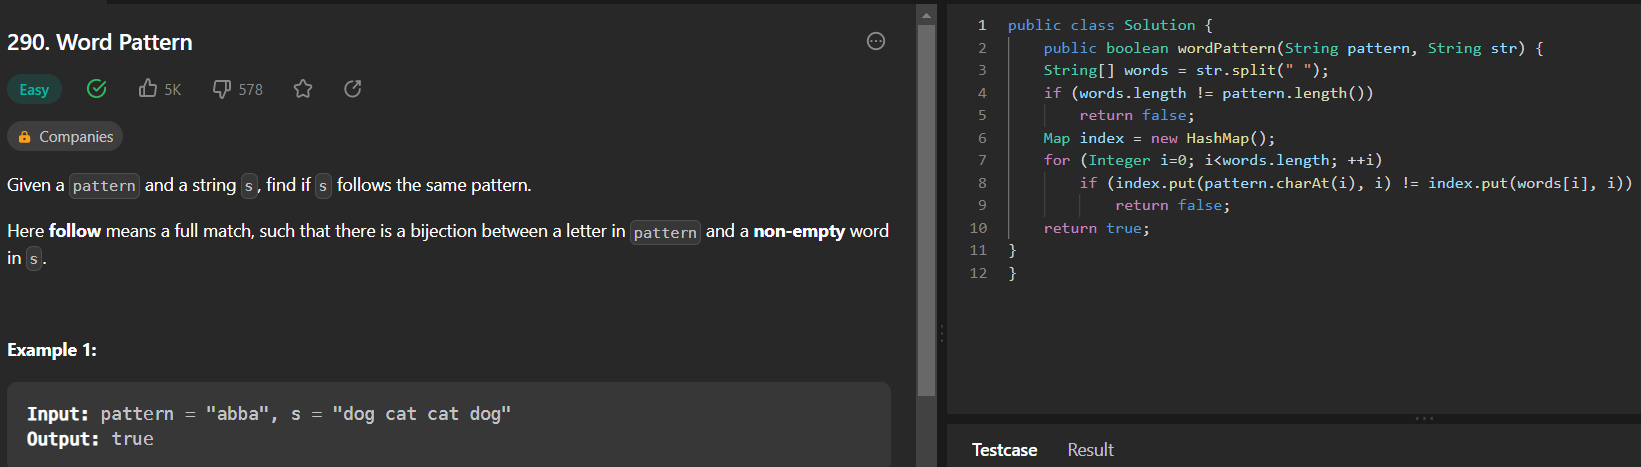 290. Word Pattern
Easy 5K 578
Companies
Given a pattern and a string s, find if s follows the same pattern.
Here follow means a full match, such that there is a bijection between a letter in pattern and a non-empty word
in s.
Example 1:
Input: pattern = "abba", s = "dog cat cat dog"
Output: true
1 public class Solution {
2     public boolean wordPattern(String pattern, String str) {
3     String[] words = str.split(" ");
4     if (words.length != pattern.length())
5         return false;
6     Map index = new HashMap();
7     for (Integer i=0; i<words.length; ++i)
8         if (index.put(pattern.charAt(i), i) != index.put(words[i], i))
9             return false;
10     return true;
11 }
12 }
Testcase Result